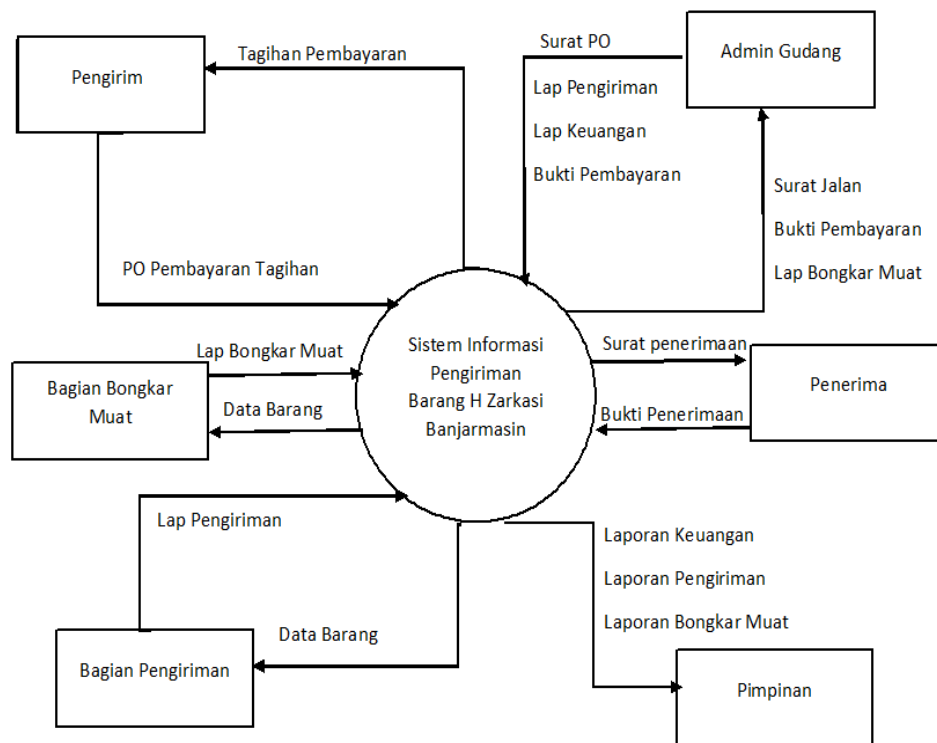 Tagihan Pembayaran
Pengirim
PO Pembayaran Tagihan
Surat PO
Lap Pengiriman
Lap Keuangan
Bukti Pembayaran
Admin Gudang
Surat Jalan
Bukti Pembayaran
Lap Bongkar Muat
Lap Bongkar Muat
Bagian Bongkar
Muat
Data Barang
Sistem Informasi
Pengiriman
Barang H Zarkasi
Banjarmasin
Surat penerimaan
Penerima
Bukti Penerimaan
Lap Pengiriman
Data Barang
Bagian Pengiriman
Laporan Keuangan
Laporan Pengiriman
Laporan Bongkar Muat
Pimpinan